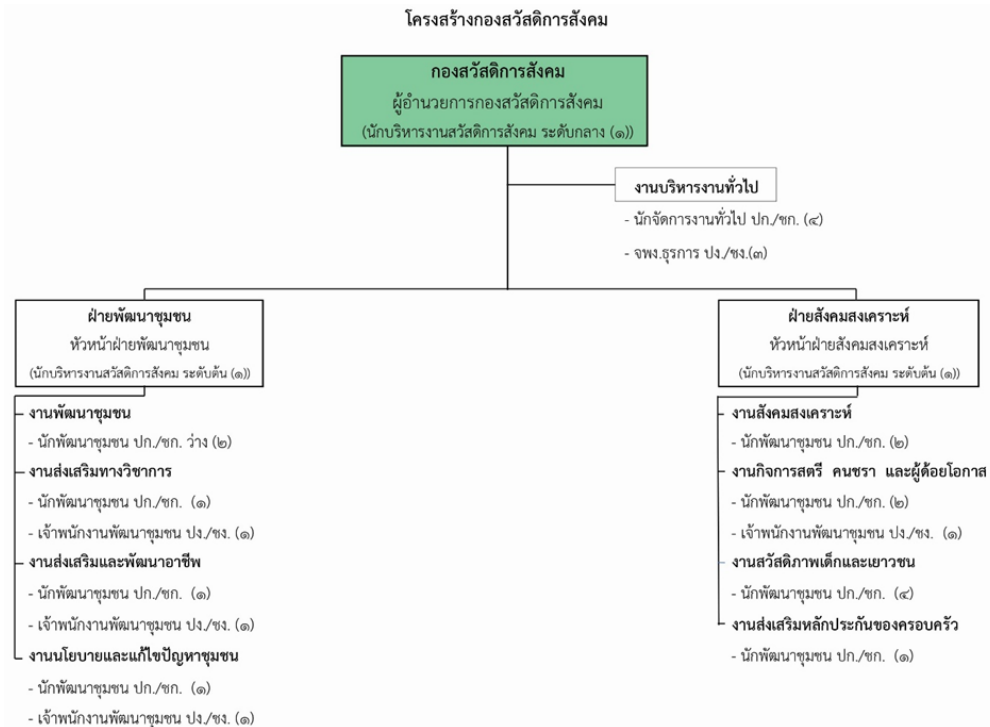 โครงสร้างกองสวัสดิการสังคม
กองสวัสดิการสังคม
ผู้อำนวยการกองสวัสดิการสังคม
(นักบริหารงานสวัสดิการสังคม ระดับกลาง (๑))
งานบริหารงานทั่วไป
- นักจัดการงานทั่วไป ปก./ชก. (๔)
- จพง.ธุรการ ปง./ชง.(๓)
ฝ่ายพัฒนาชุมชน
หัวหน้าฝ่ายพัฒนาชุมชน
(นักบริหารงานสวัสดิการสังคม ระดับต้น (๑))
งานพัฒนาชุมชน
- นักพัฒนาชุมชน ปก./ชก. ว่าง (๒)
งานส่งเสริมทางวิชาการ
- นักพัฒนาชุมชน ปก./ชก. (๑)
- เจ้าพนักงานพัฒนาชุมชน ปง./ชง. (๑)
งานส่งเสริมและพัฒนาอาชีพ
- นักพัฒนาชุมชน ปก./ชก. (๑)
- เจ้าพนักงานพัฒนาชุมชน ปง./ชง. (๑)
งานนโยบายและแก้ไขปัญหาชุมชน
- นักพัฒนาชุมชน ปก./ชก. (๑)
- เจ้าพนักงานพัฒนาชุมชน ปง./ชง. (๑)
ฝ่ายสังคมสงเคราะห์
หัวหน้าฝ่ายสังคมสงเคราะห์
(นักบริหารงานสวัสดิการสังคม ระดับต้น (๑))
งานสังคมสงเคราะห์
- นักพัฒนาชุมชน ปก./ชก. (๒)
งานกิจการสตรี คนชรา และผู้ด้อยโอกาส
- นักพัฒนาชุมชน ปก./ชก. (๒)
- เจ้าพนักงานพัฒนาชุมชน ปง./ชง. (๑)
งานสวัสดิภาพเด็กและเยาวชน
- นักพัฒนาชุมชน ปก./ชก. (๔)
งานส่งเสริมหลักประกันของครอบครัว
- นักพัฒนาชุมชน ปก./ชก. (๑)